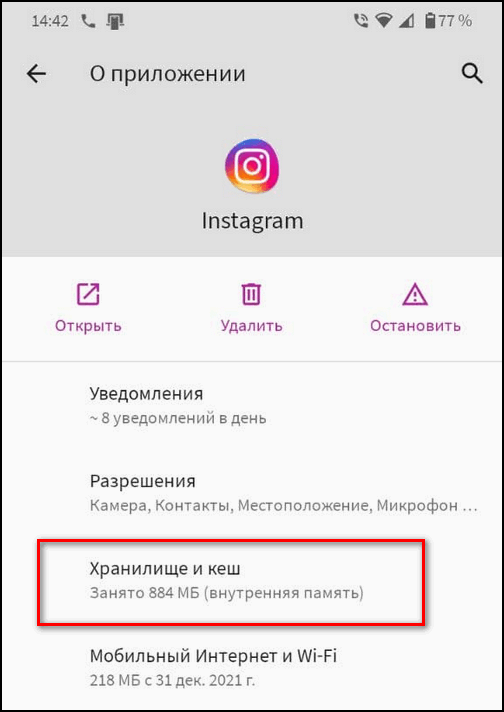 14:42 77 %
О приложении
Instagram
Открыть Удалить Остановить
Уведомления
~ 8 уведомлений в день
Разрешения
Камера, Контакты, Местоположение, Микрофон …
Хранилище и кеш
Занято 884 МБ (внутренняя память)
Мобильный Интернет и Wi-Fi
218 МБ с 31 дек. 2021 г.